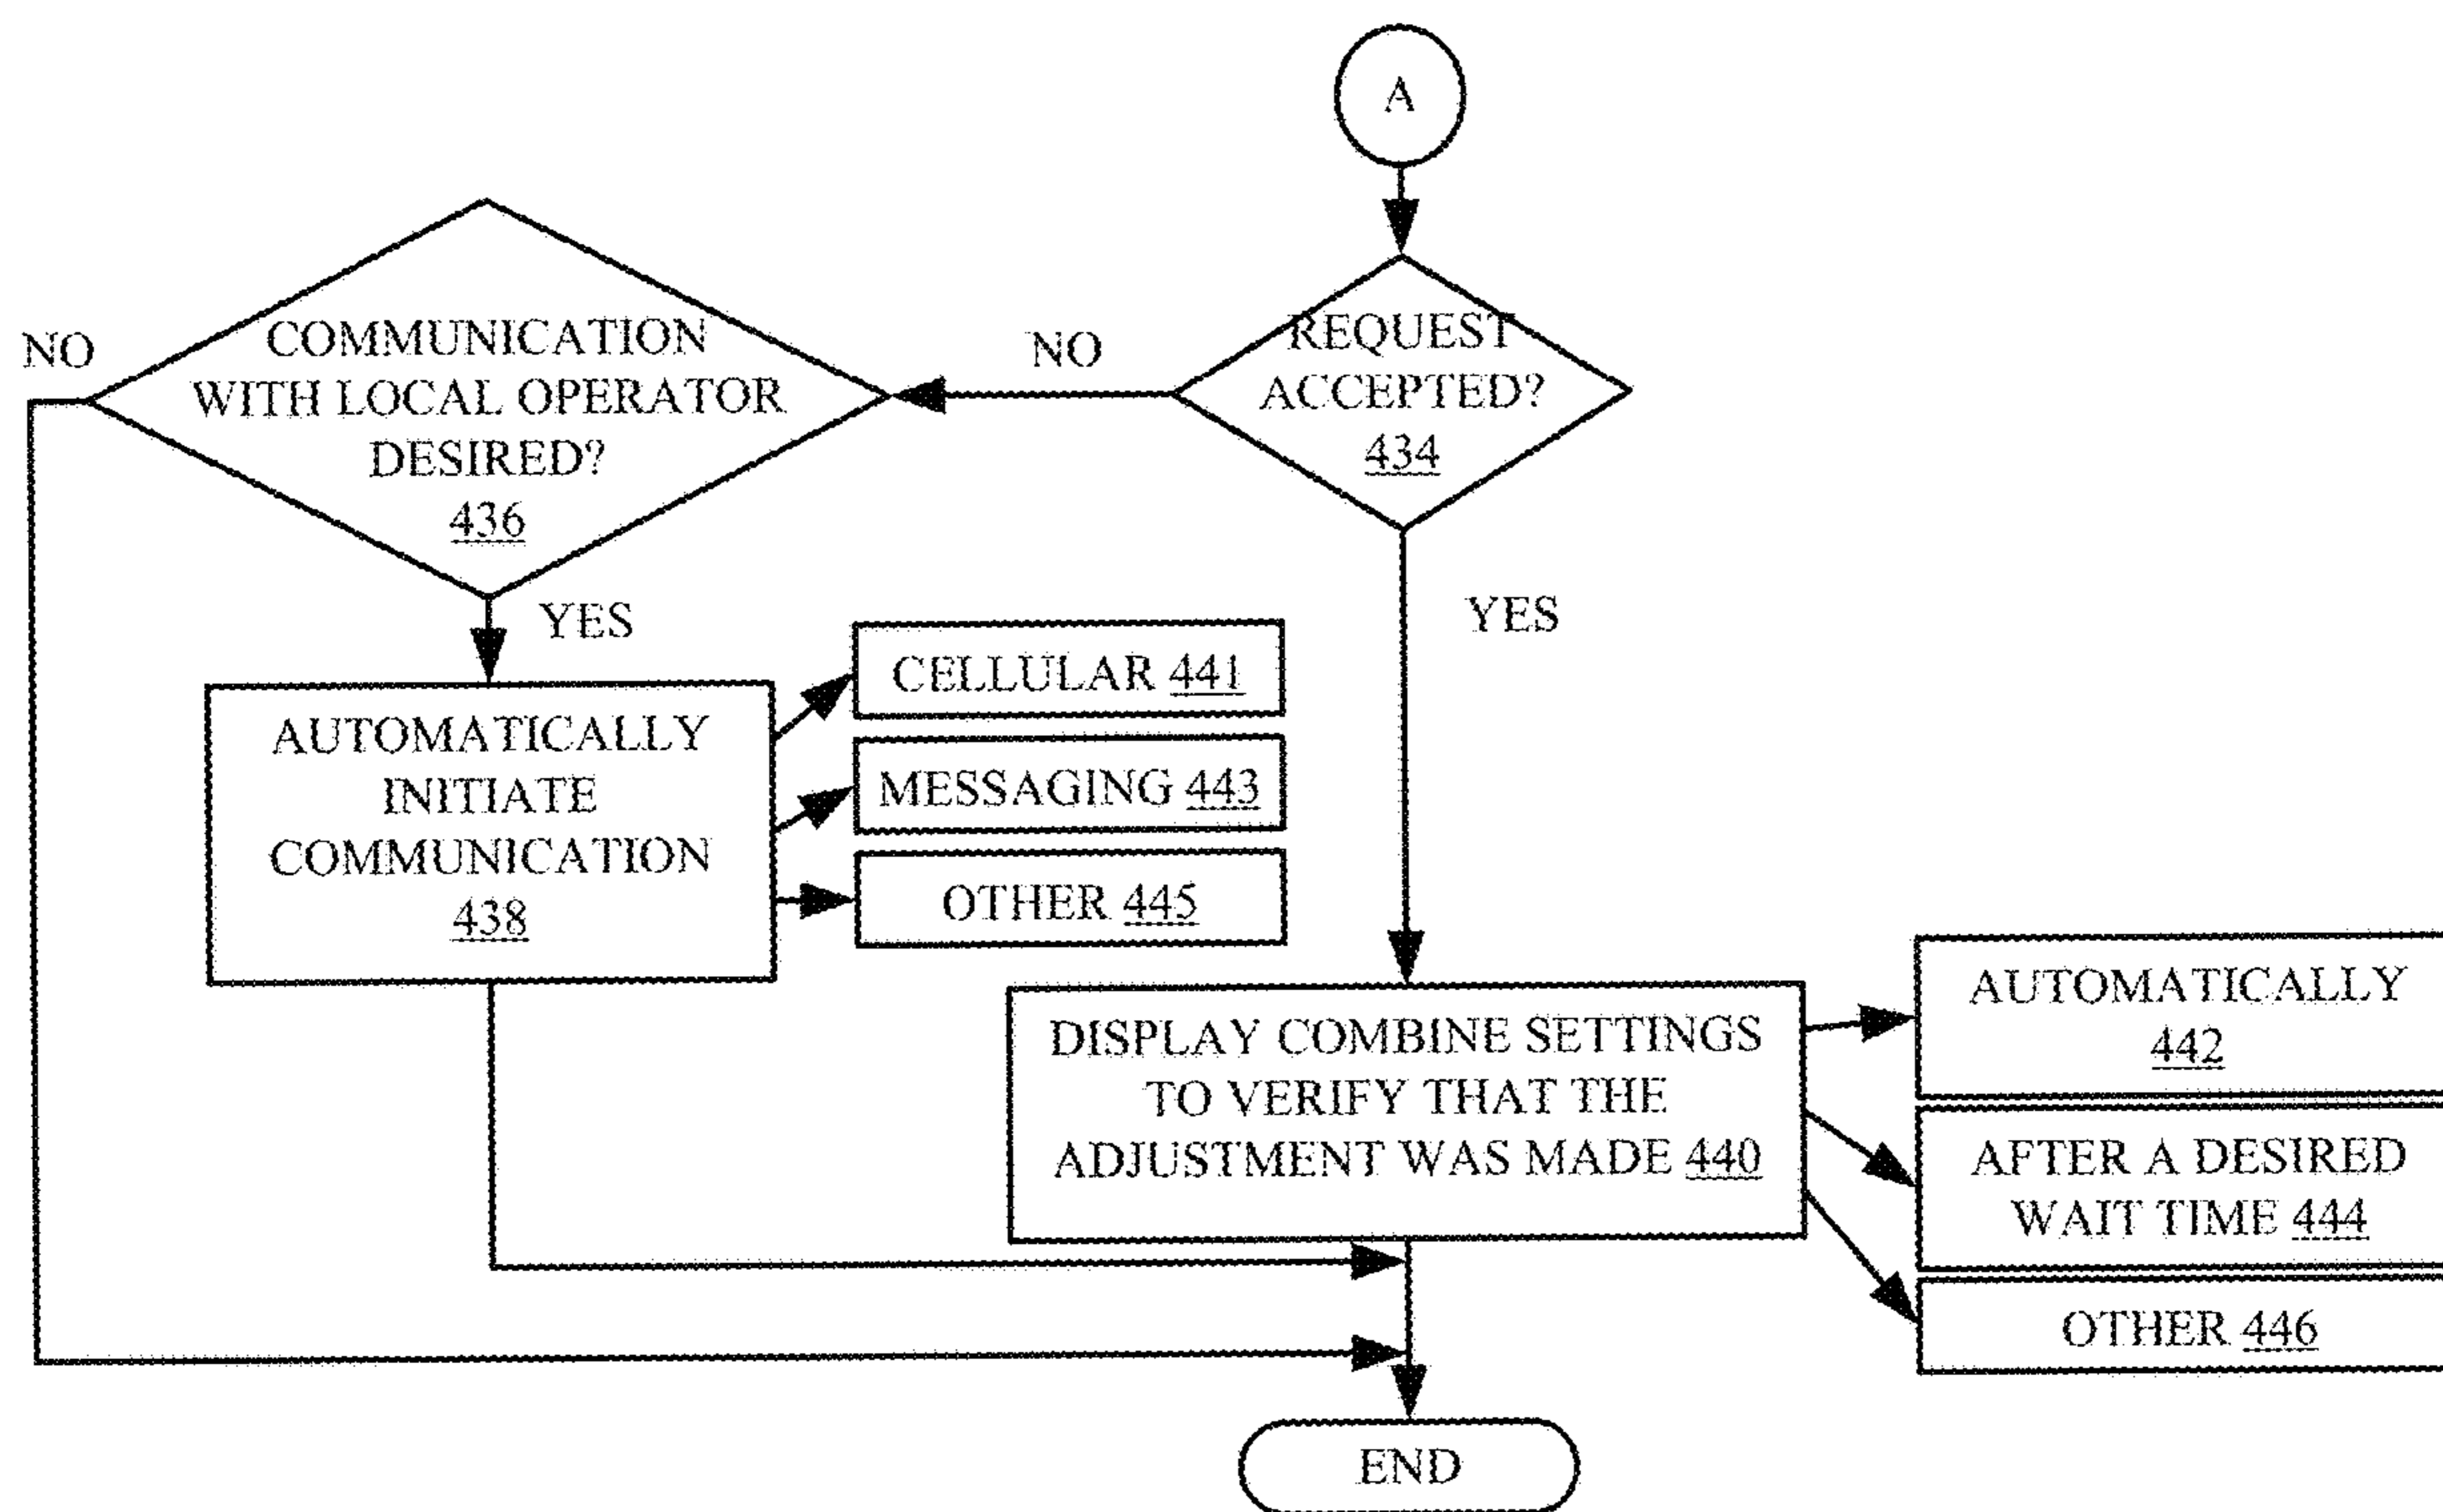 A
REQUEST
ACCEPTED?
434
NO
COMMUNICATION
WITH LOCAL OPERATOR
DESIRED?
436
NO
YES
YES
AUTOMATICALLY
INITIATE
COMMUNICATION
438
CELLULAR 441
MESSAGING 443
OTHER 445
DISPLAY COMBINE SETTINGS
TO VERIFY THAT THE
ADJUSTMENT WAS MADE 440
AUTOMATICALLY
442
AFTER A DESIRED
WAIT TIME 444
OTHER 446
END